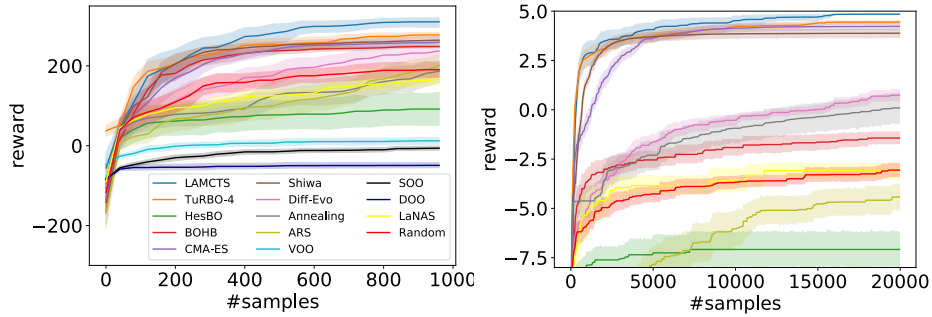 reward
200
0
−200
LAMCTS
TuRBO-4
HesBO
BOHB
CMA-ES
Shiwa
Diff-Evo
Annealing
ARS
VOO
SOO
DOO
LaNAS
Random
0 200 400 600 800 1000
#samples
reward
5.0
2.5
0.0
−2.5
−5.0
−7.5
0 5000 10000 15000 20000
#samples